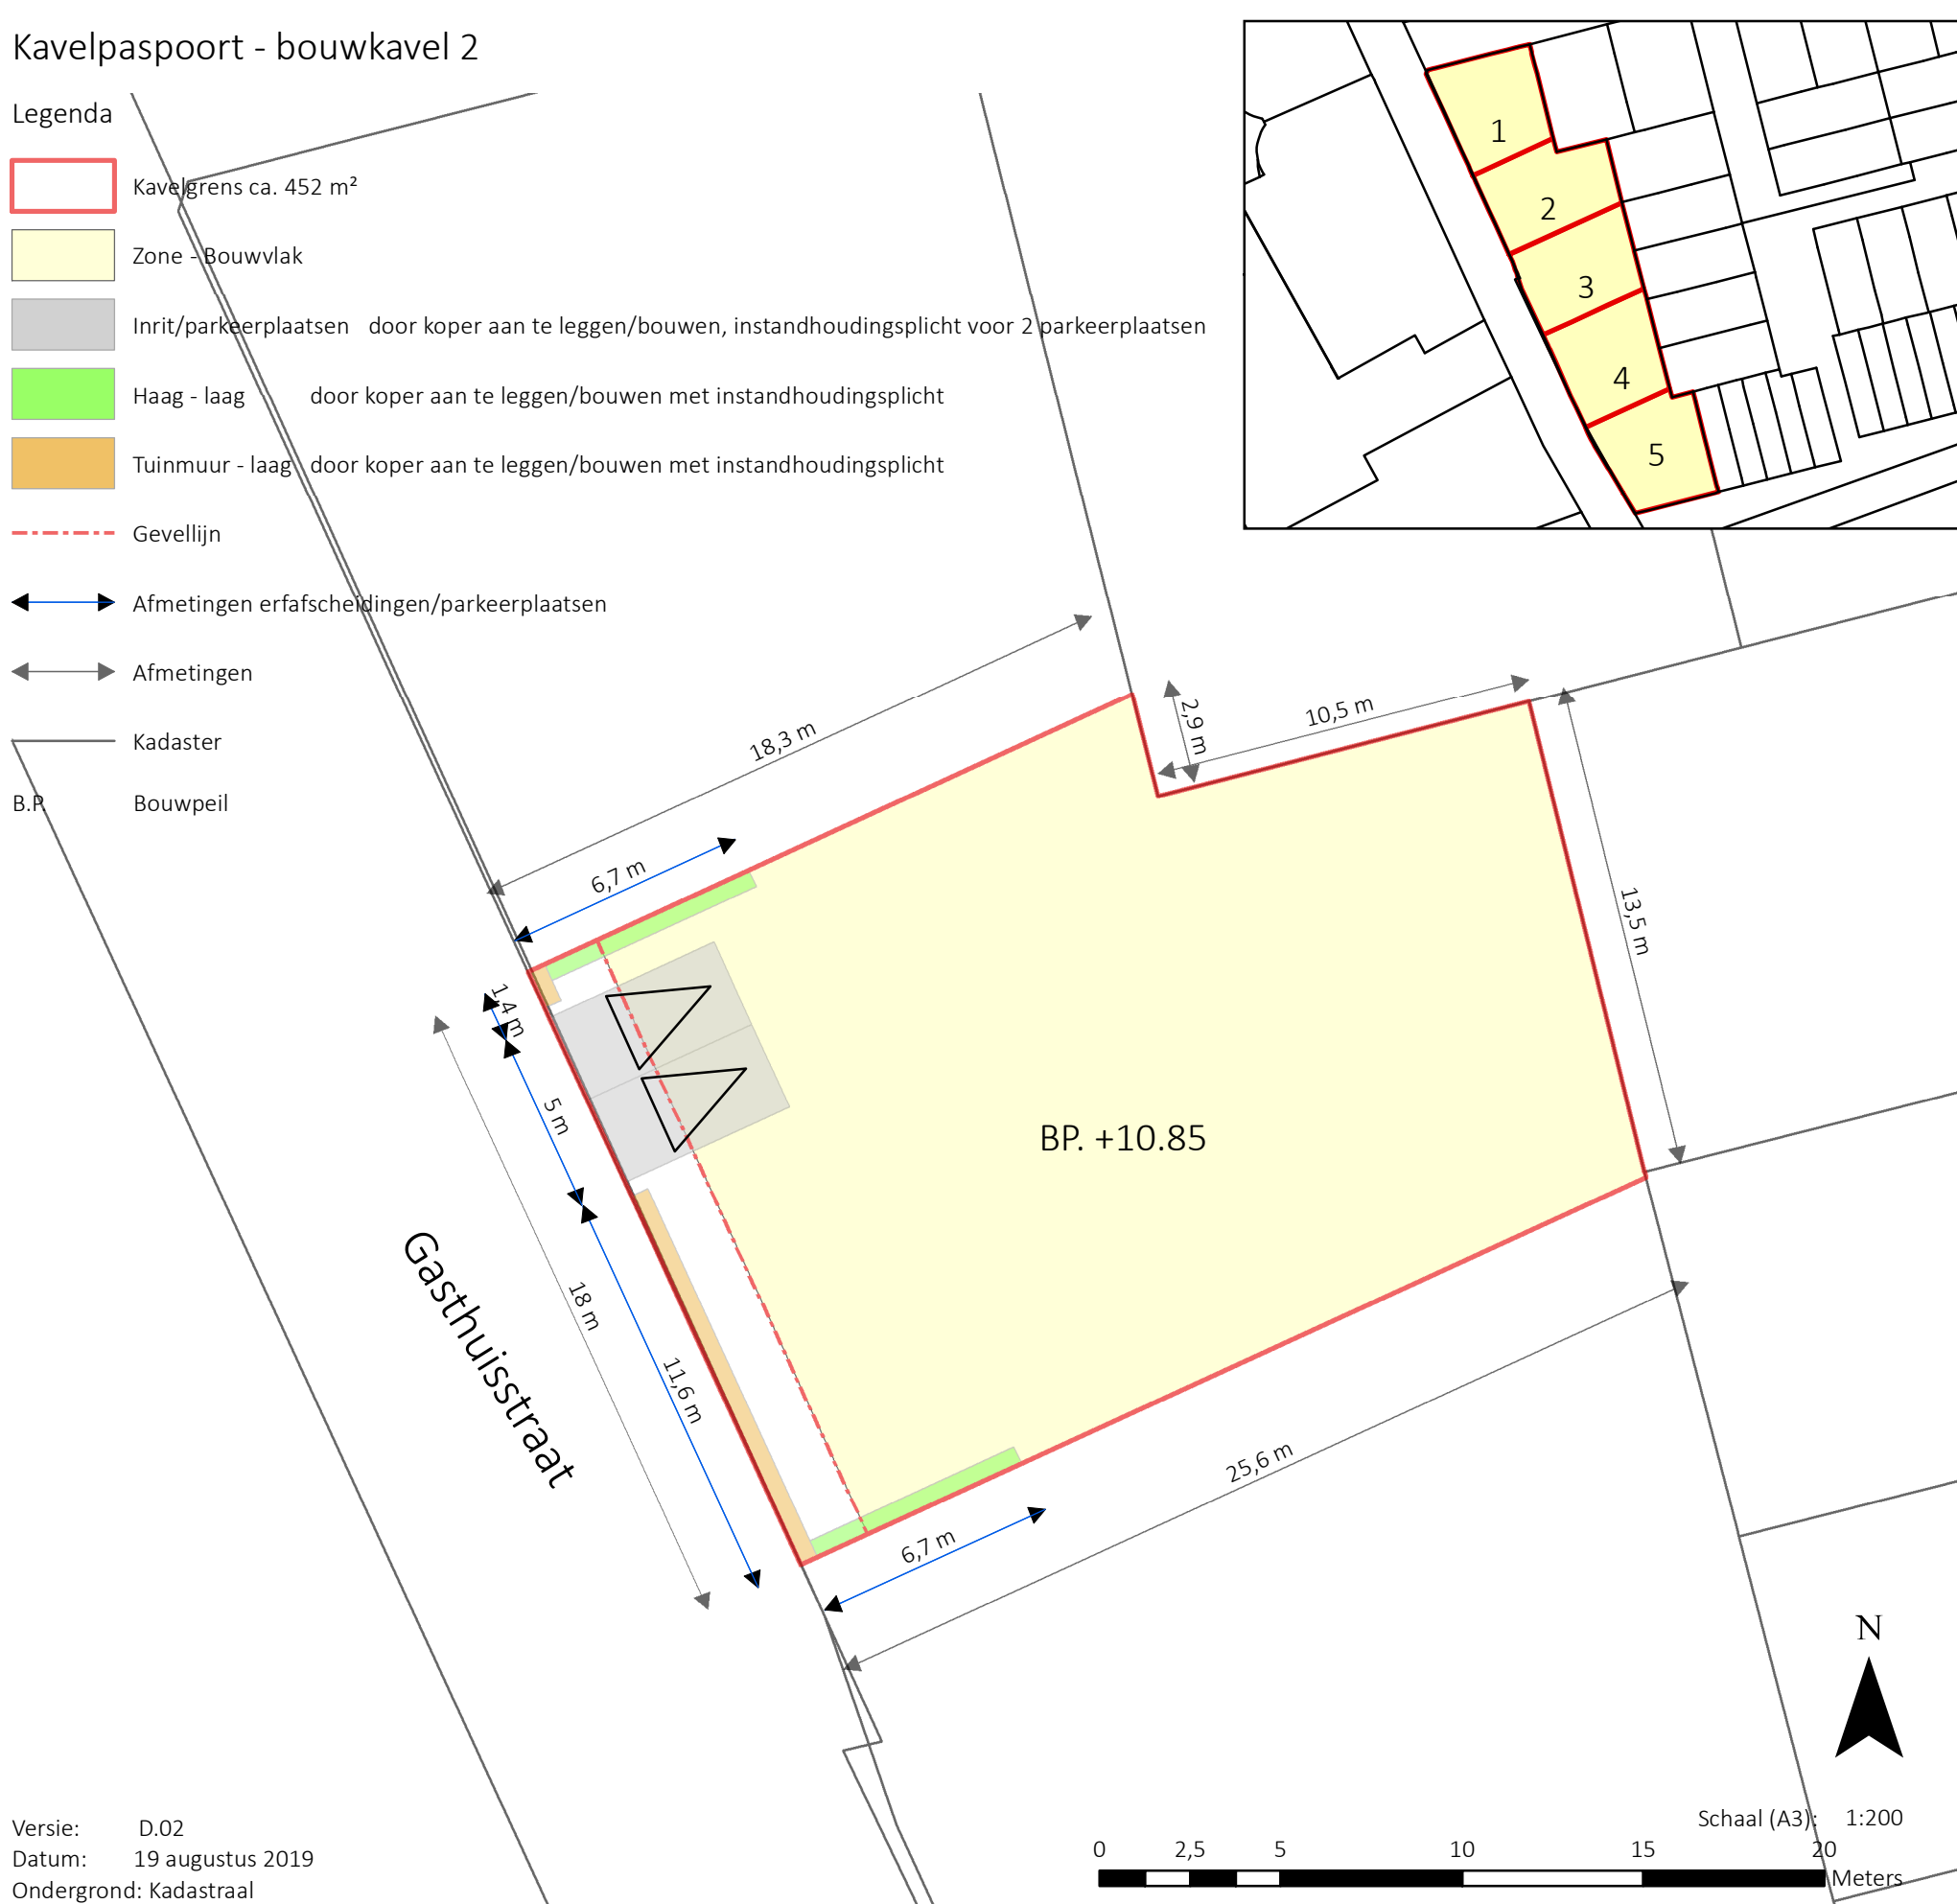 Kavelpaspoort - bouwkavel 2
Legenda
Kavelgrens ca. 452 m²
Zone - Bouwvlak
Inrit/parkeerplaatsen door koper aan te leggen/bouwen, instandhoudingsplicht voor 2 parkeerplaatsen
Haag - laag door koper aan te leggen/bouwen met instandhoudingsplicht
Tuinmuur - laag door koper aan te leggen/bouwen met instandhoudingsplicht
Gevellijn
Afmetingen erfafscheidingen/parkeerplaatsen
Afmetingen
Kadaster
B.P. Bouwpeil
1
2
3
4
5
18,3 m
2,9 m
10,5 m
6,7 m
13,5 m
1,4 m
5 m
BP. +10.85
18 m
11,6 m
Gasthuisstraat
25,6 m
6,7 m
N
Versie: D.02
Datum: 19 augustus 2019
Ondergrond: Kadastraal
Schaal (A3): 1:200
0 2,5 5 10 15 20
Meters